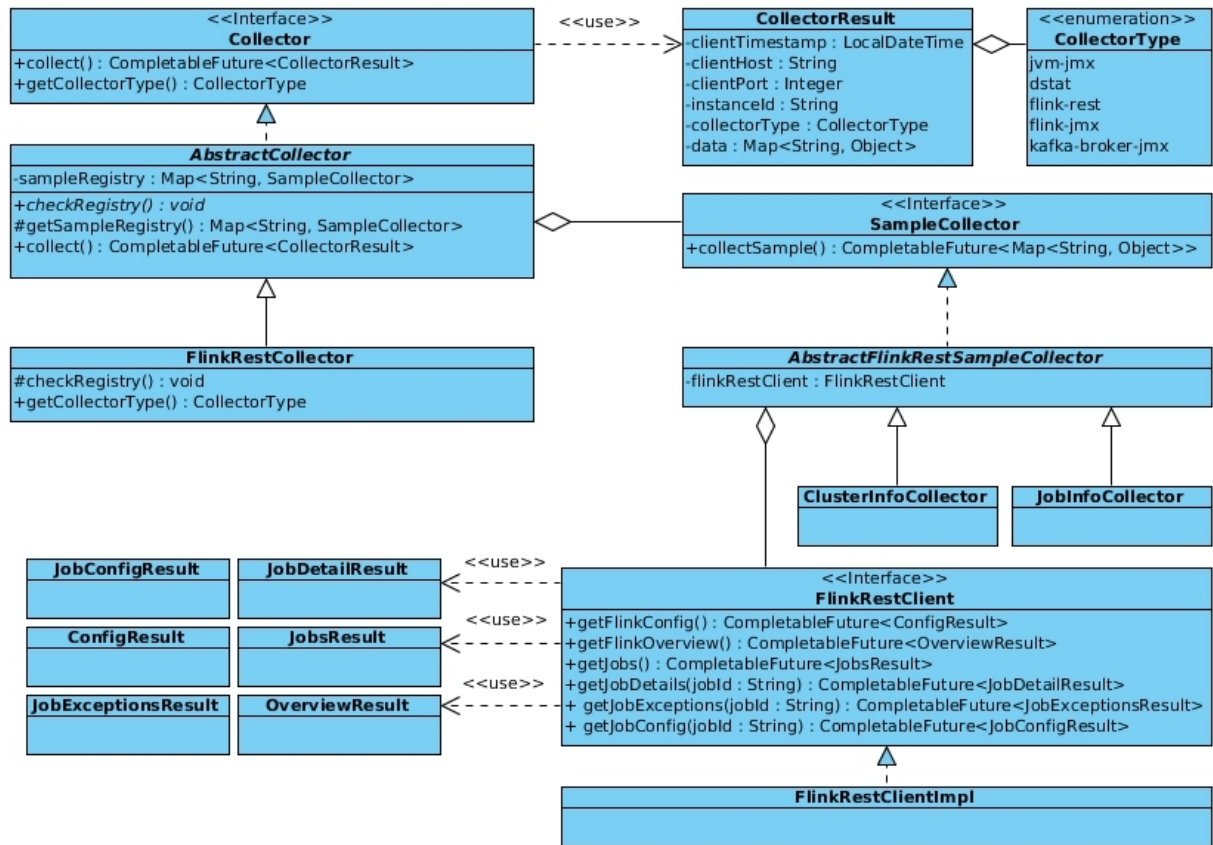 <<Interface>>
Collector
+collect() : CompletableFuture<CollectorResult>
+getCollectorType() : CollectorType
<<use>>
CollectorResult
-clientTimestamp : LocalDateTime
-clientHost : String
-clientPort : Integer
-instanceId : String
-collectorType : CollectorType
-data : Map<String, Object>
<<enumeration>>
CollectorType
jvm-jmx
dstat
flink-rest
flink-jmx
kafka-broker-jmx
AbstractCollector
-sampleRegistry : Map<String, SampleCollector>
+checkRegistry() : void
#getSampleRegistry() : Map<String, SampleCollector>
+collect() : CompletableFuture<CollectorResult>
<<Interface>>
SampleCollector
+collectSample() : CompletableFuture<Map<String, Object>>
FlinkRestCollector
#checkRegistry() : void
+getCollectorType() : CollectorType
AbstractFlinkRestSampleCollector
-flinkRestClient : FlinkRestClient
ClusterInfoCollector
JobInfoCollector
JobConfigResult
JobDetailResult
<<use>>
ConfigResult
JobsResult
<<use>>
JobExceptionsResult
OverviewResult
<<use>>
<<Interface>>
FlinkRestClient
+getFlinkConfig() : CompletableFuture<ConfigResult>
+getFlinkOverview() : CompletableFuture<OverviewResult>
+getJobs() : CompletableFuture<JobsResult>
+getJobDetails(jobId : String) : CompletableFuture<JobDetailResult>
+ getJobExceptions(jobId : String) : CompletableFuture<JobExceptionsResult>
+ getJobConfig(jobId : String) : CompletableFuture<JobConfigResult>
FlinkRestClientImpl